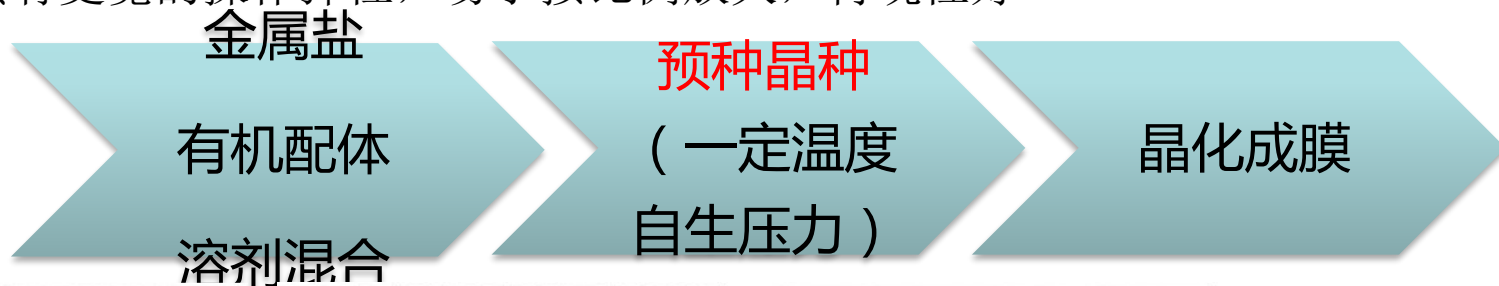 金属盐
有机配体
溶剂混合
预种晶种
（一定温度
自生压力）
晶化成膜